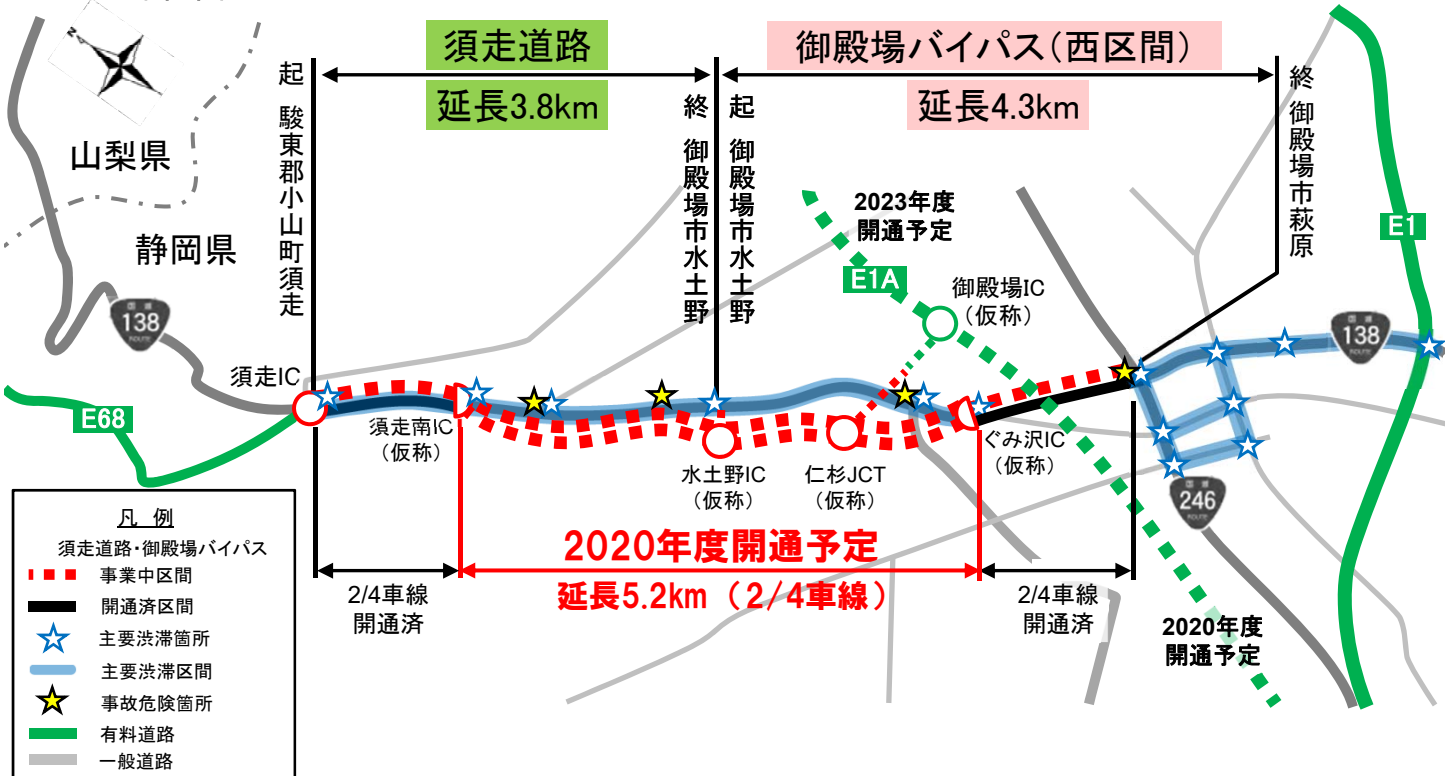 須走道路
延長3.8km
御殿場バイパス(西区間)
延長4.3km
N
山梨県
静岡県
起 駿東郡小山町須走
終 御殿場市水土野
起 御殿場市水土野
終 御殿場市萩原
2023年度
開通予定
E1A
E1
御殿場IC
(仮称)
国道
138
ROUTE
国道
138
ROUTE
須走IC
E68
須走南IC
(仮称)
水土野IC
(仮称)
仁杉JCT
(仮称)
ぐみ沢IC
(仮称)
国道
246
ROUTE
2020年度開通予定
延長5.2km(2/4車線)
2/4車線
開通済
2/4車線
開通済
2020年度
開通予定
凡 例
須走道路・御殿場バイパス
事業中区間
開通済区間
主要渋滞箇所
主要渋滞区間
事故危険箇所
有料道路
一般道路